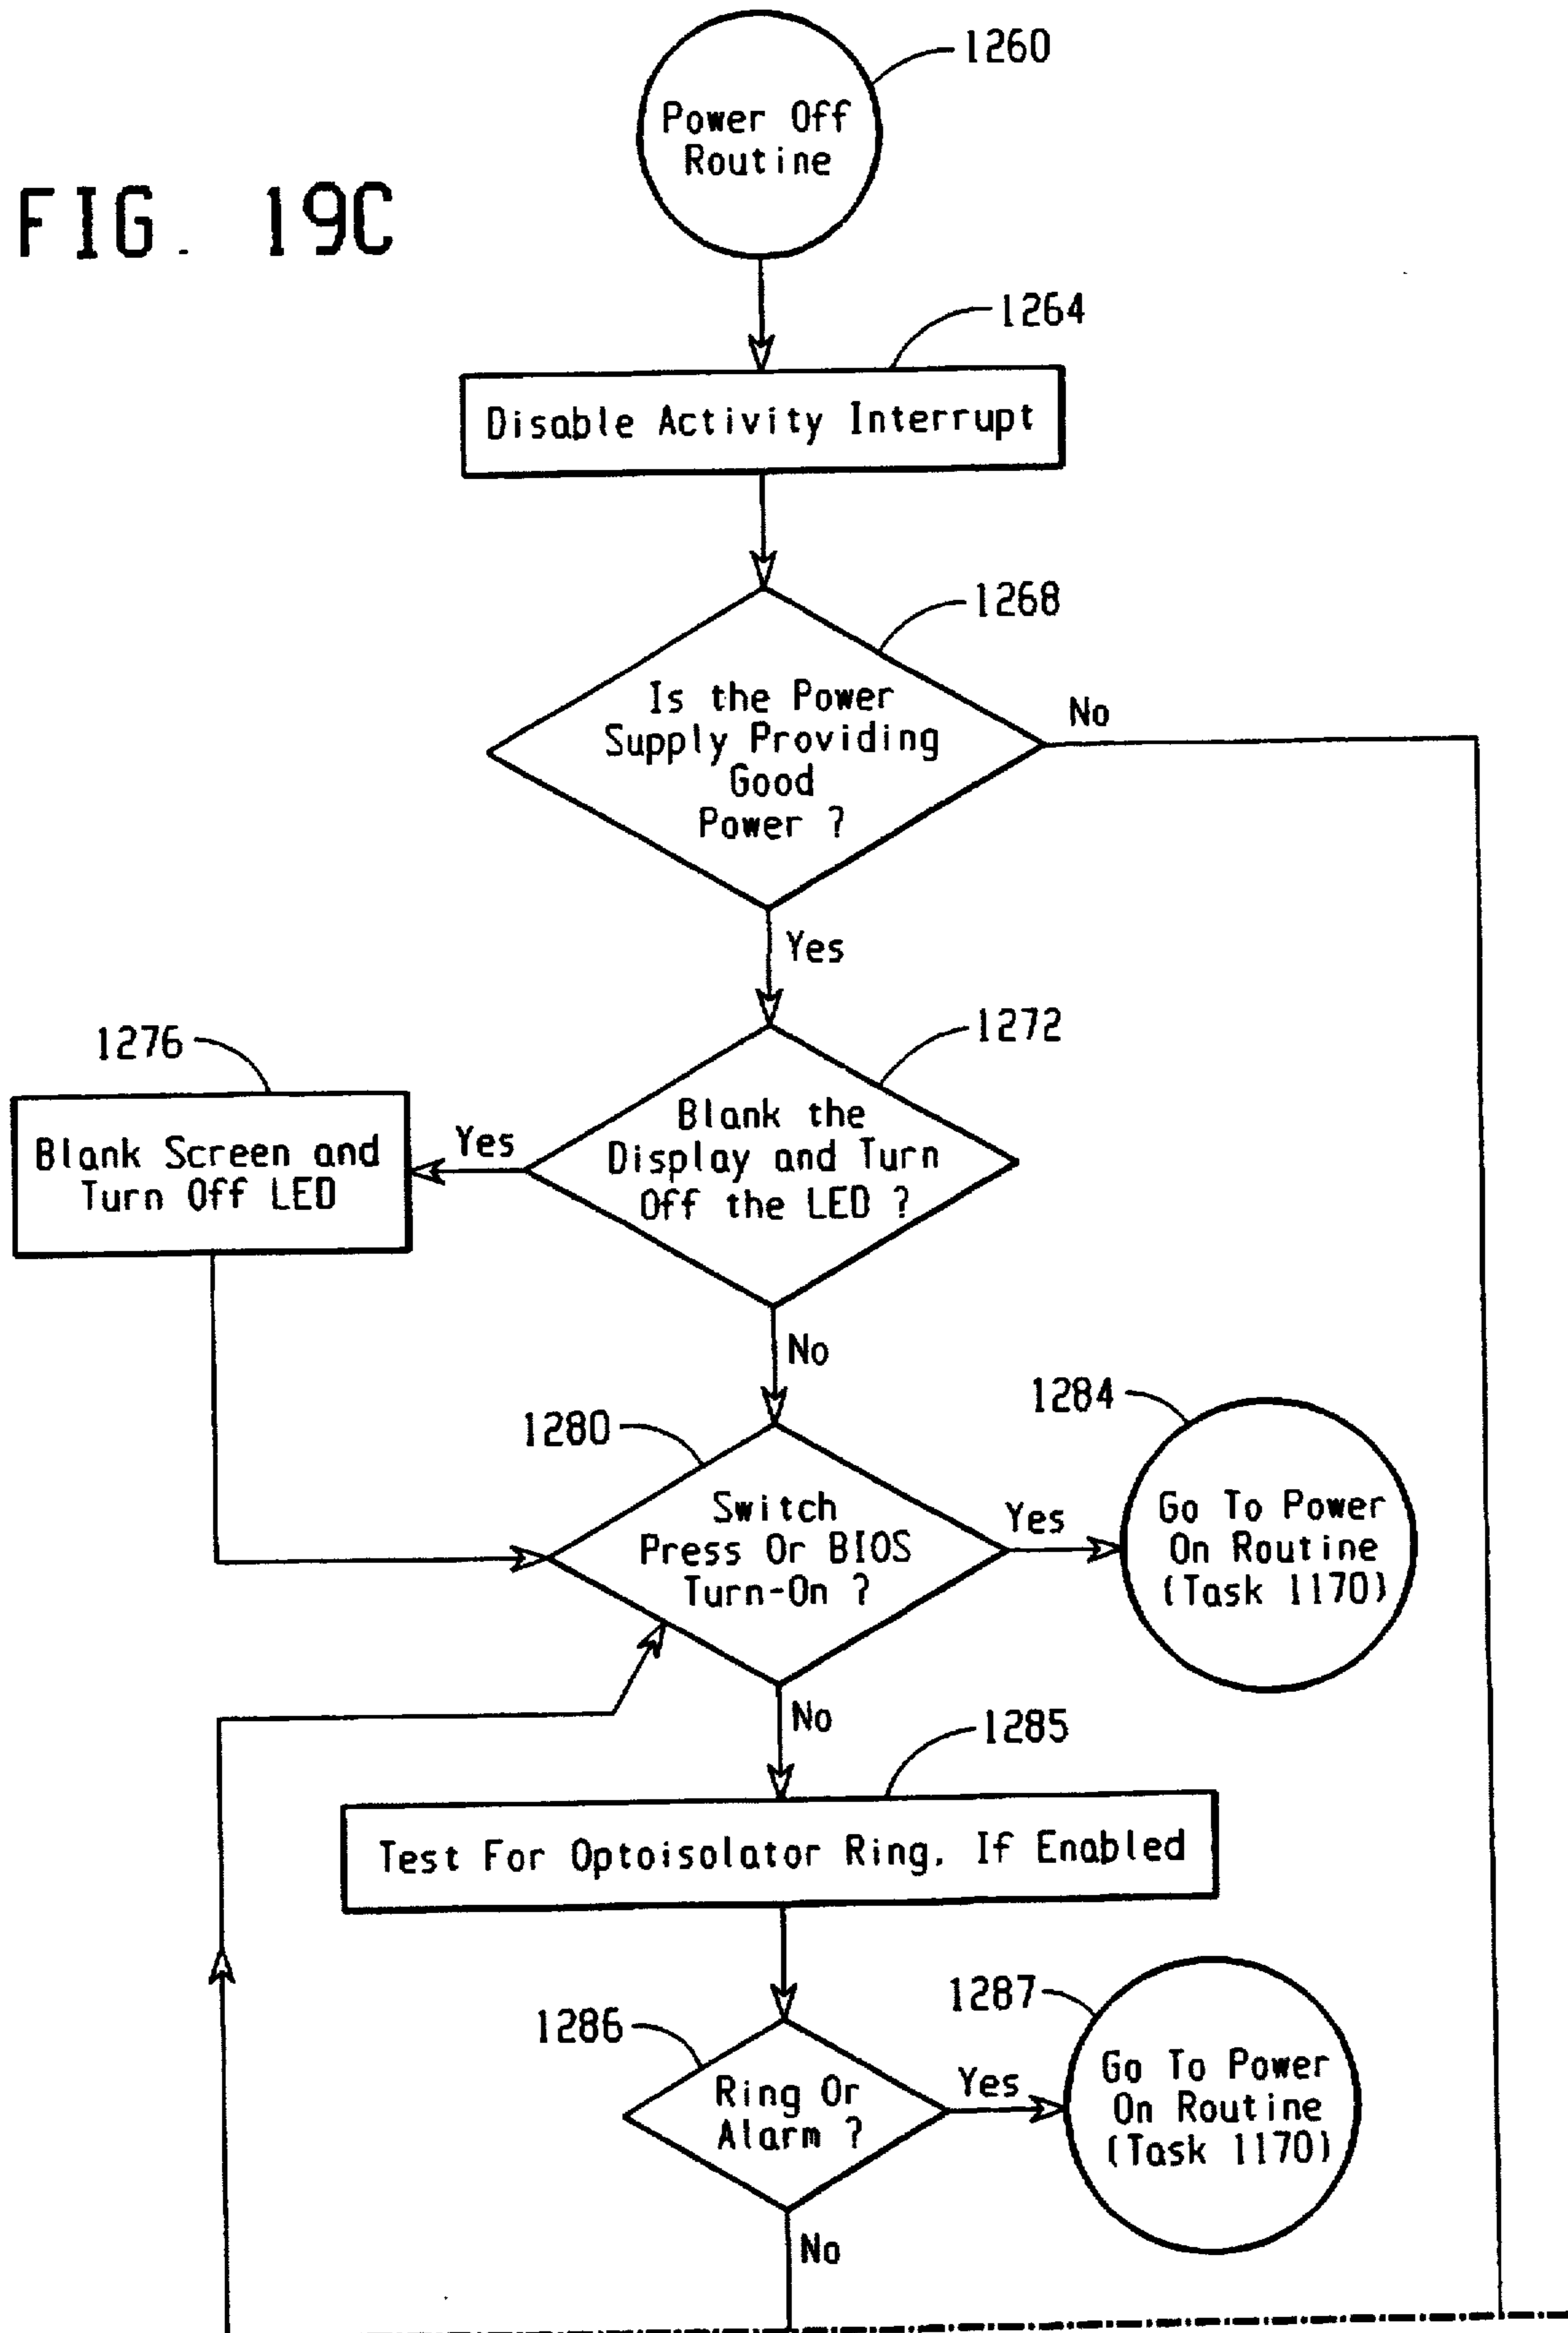 1260
Power Off
Routine
FIG. 19C
1264
Disable Activity Interrupt
1268
Is the Power
Supply Providing
Good
Power ?
No
Yes
1276
1272
Blank Screen and
Turn Off LED
Yes
Blank the
Display and Turn
Off the LED ?
No
1284
1280
Switch
Press Or BIOS
Turn-On ?
Yes
Go To Power
On Routine
(Task 1170)
No
1285
Test For Optoisolator Ring, If Enabled
1287
1286
Ring Or
Alarm ?
Yes
Go To Power
On Routine
(Task 1170)
No